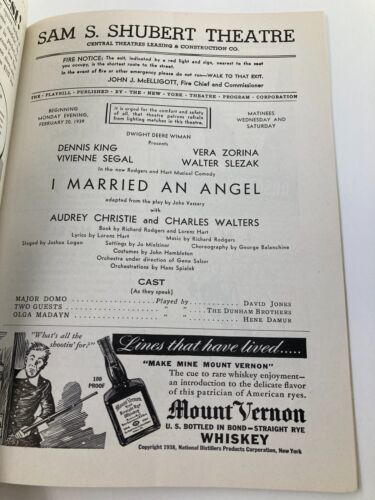 SAM S. SHUBERT THEATRE
CENTRAL THEATRES LEASING & CONSTRUCTION CO.
FIRE NOTICE: The exit, indicated by a red light and sign, nearest to the seat
you occupy, is the shortest route to the street.
In the event of fire or other emergency please do not run—WALK TO THAT EXIT.
JOHN J. McELLIGOTT, Fire Chief and Commissioner
THE · PLAYBILL · PUBLISHED · BY · THE · NEW · YORK · THEATRE · PROGRAM · CORPORATION
BEGINNING
MONDAY EVENING,
FEBRUARY 20, 1939
It is urged for the comfort and safety
of all, that theatre patrons refrain
from lighting matches in this theatre.
MATINEES
WEDNESDAY AND
SATURDAY
DWIGHT DEERE WIMAN
Presents
DENNIS KING VERA ZORINA
VIVIENNE SEGAL WALTER SLEZAK
In the new Rodgers and Hart Musical Comedy
I MARRIED AN ANGEL
adapted from the play by John Vaszary
with
AUDREY CHRISTIE and CHARLES WALTERS
Book by Richard Rodgers and Lorenz Hart
Lyrics by Lorenz Hart Music by Richard Rodgers
Staged by Joshua Logan Settings by Jo Mielziner Choreography by George Balanchine
Costumes by John Hambleton
Orchestra under direction of Gene Salzer
Orchestrations by Hans Spialek
CAST
(As they speak)
MAJOR DOMO Played by DAVID JONES
TWO GUESTS " " THE DUNHAM BROTHERS
OLGA MADAYN " " HENE DAMUR
"What's all the
shootin' for?"
Lines that have lived.....
"MAKE MINE MOUNT VERNON"
The cue to rare whiskey enjoyment—
an introduction to the delicate flavor
of this patrician of American ryes.
100
PROOF
Mount Vernon
Mount Vernon
U. S. BOTTLED IN BOND—STRAIGHT RYE
WHISKEY
Copyright 1938, National Distillers Products Corporation, New York